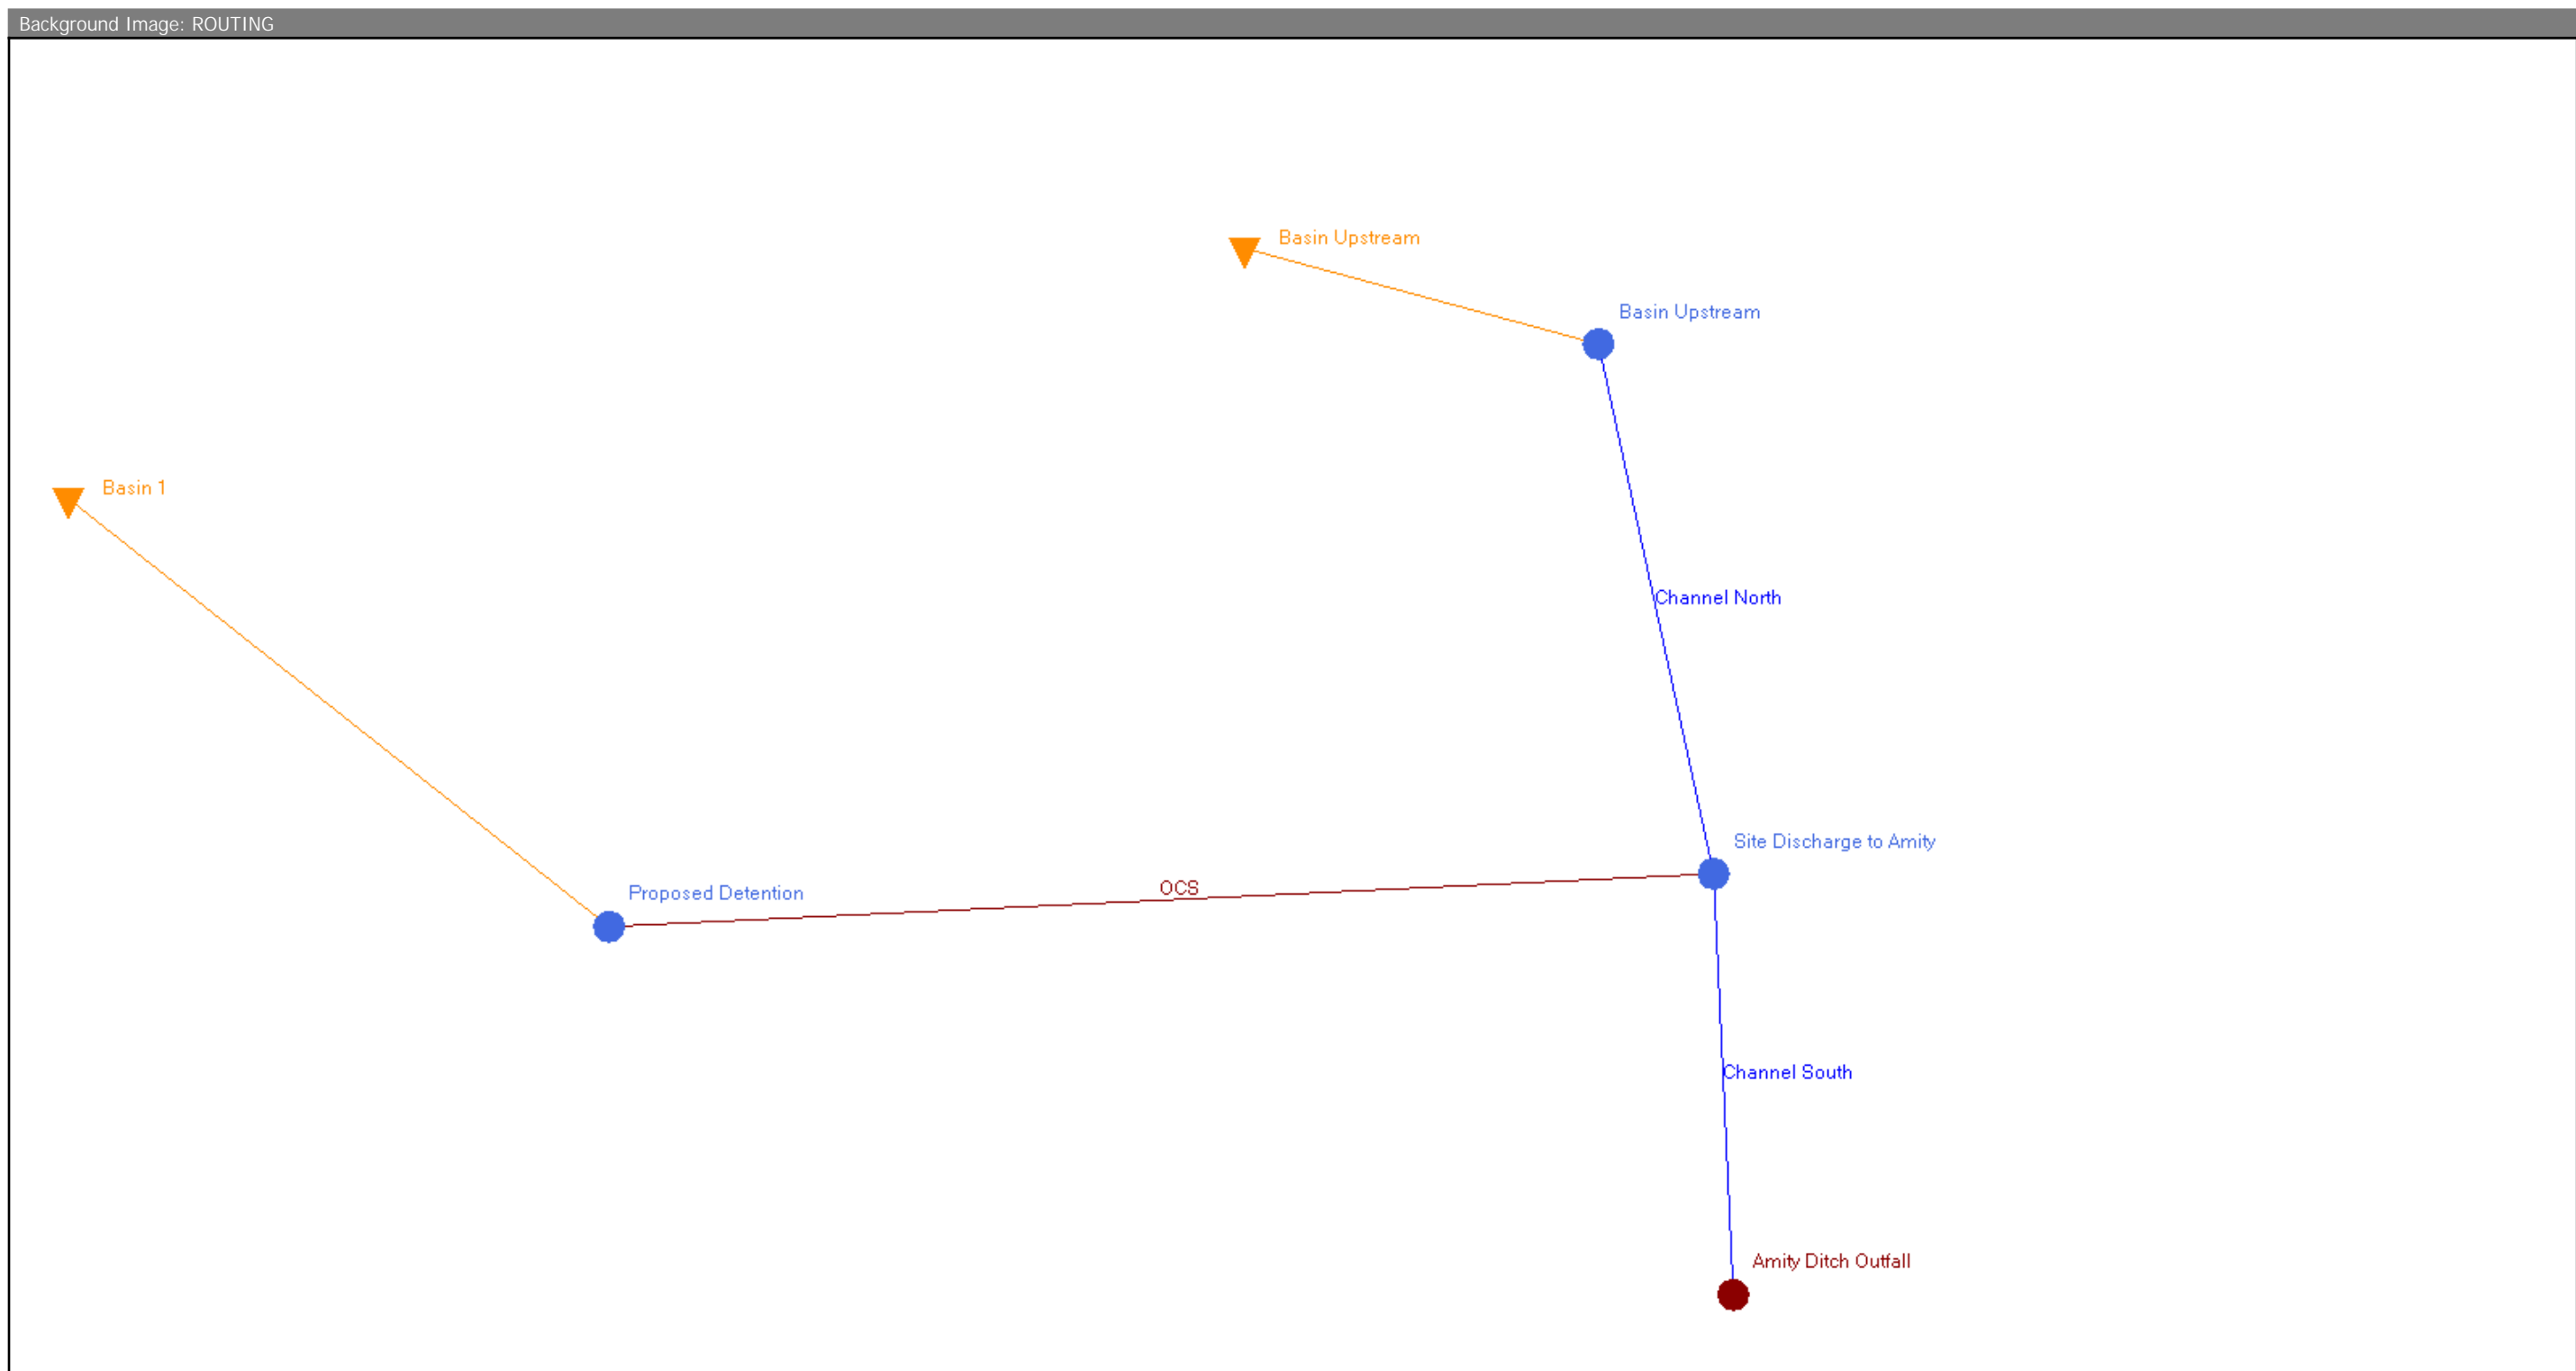 Background Image: ROUTING
Basin Upstream
Basin Upstream
Basin 1
Channel North
Site Discharge to Amity
OCS
Proposed Detention
Channel South
Amity Ditch Outfall